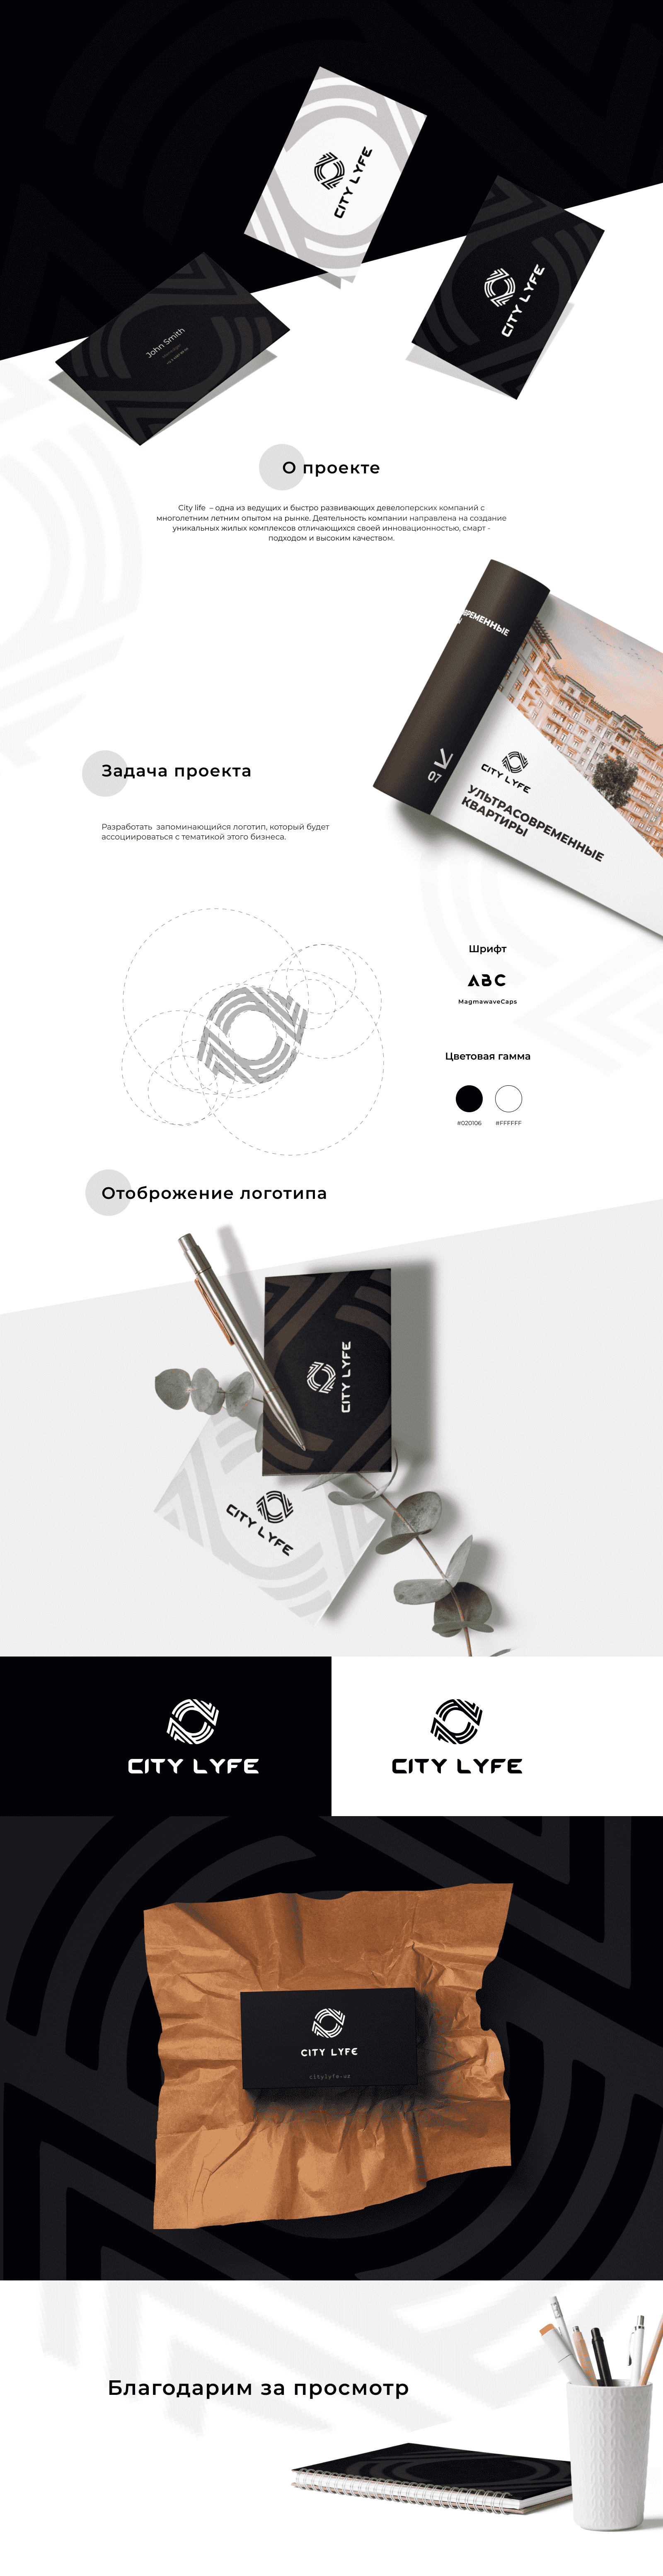 CITY LYFE
CITY LYFE
John Smith
О проекте
City life – одна из ведущих и быстро развивающих девелоперских компаний с
многолетним летним опытом на рынке. Деятельность компании направлена на создание
уникальных жилых комплексов отличающихся своей инновационностью, смарт -
подходом и высоким качеством.
07
CITY LYFE
УЛЬТРАСОВРЕМЕННЫЕ
КВАРТИРЫ
Задача проекта
Разработать запоминающийся логотип, который будет
ассоциироваться с тематикой этого бизнеса.
Шрифт
ABC
MagmawaveCaps
Цветовая гамма
#020106 #FFFFFF
Отоброжение логотипа
CITY LYFE
CITY LYFE
CITY LYFE
CITY LYFE
CITY LYFE
citylyfe-uz
Благодарим за просмотр